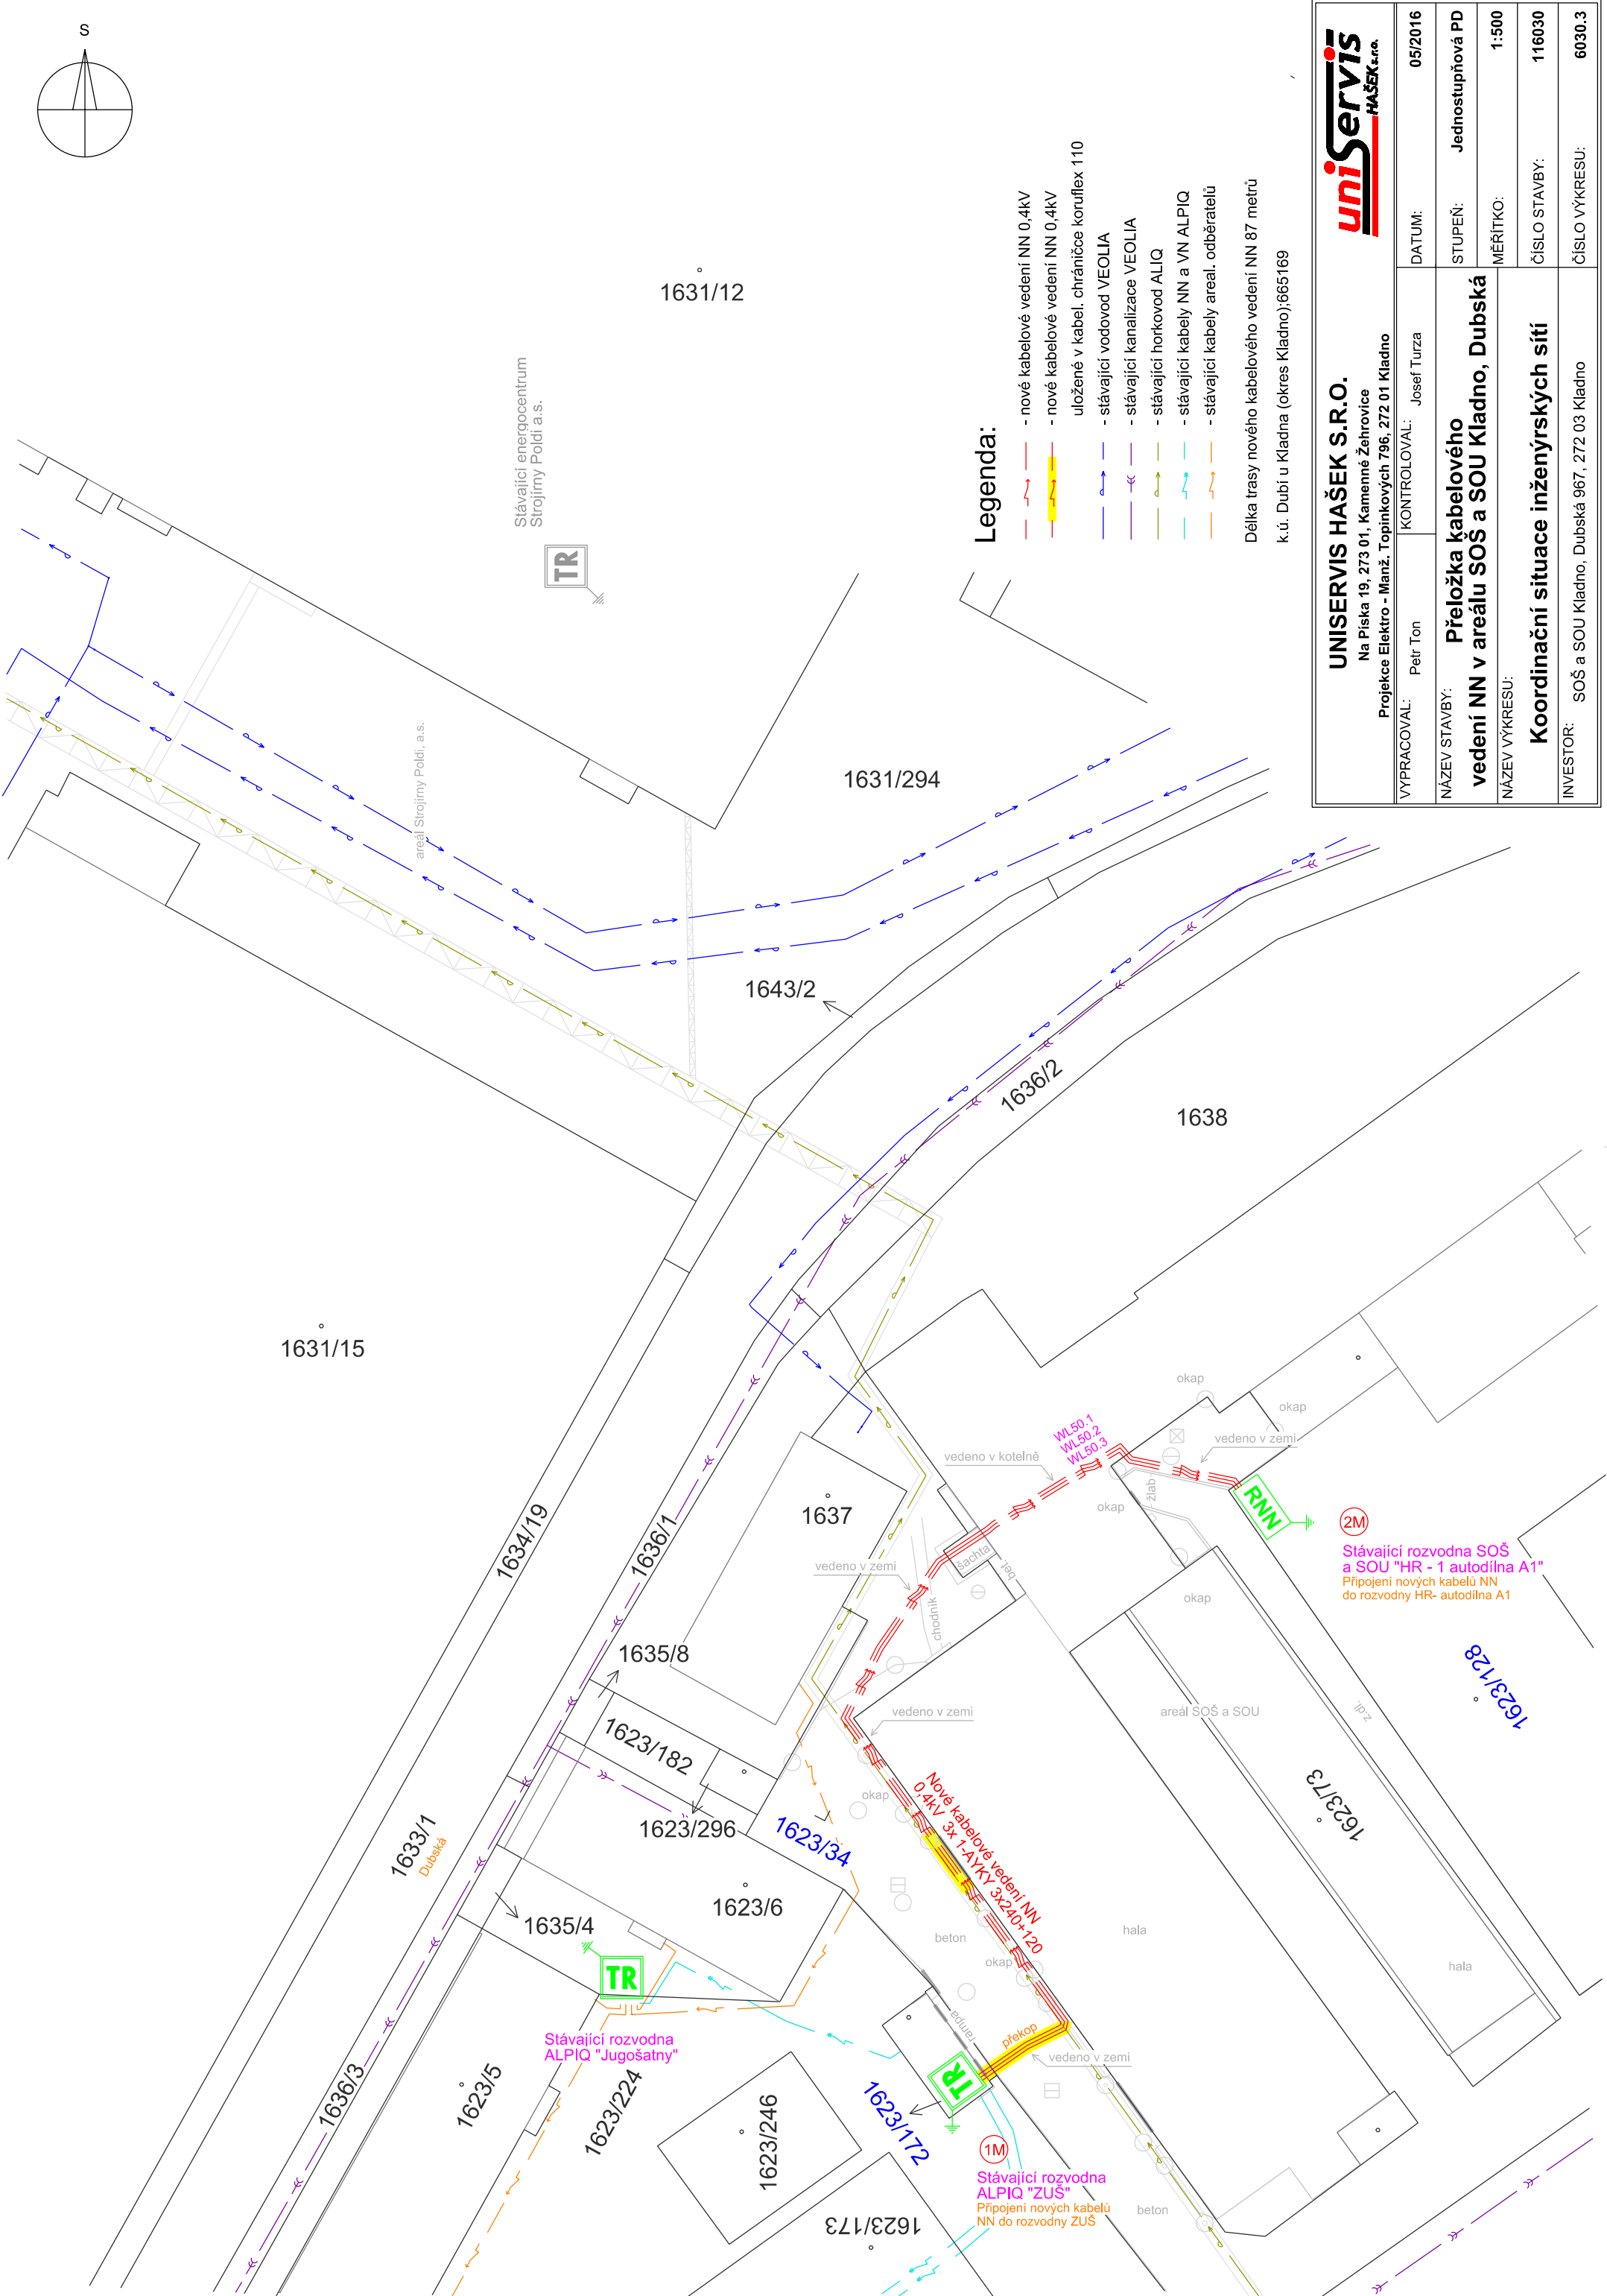 S
1631/12
Stávající energocentrum
Strojírny Poldi a.s.
TR
areál Strojírny Poldi, a.s.
1631/294
1643/2
1636/2
1638
1631/15
1634/19
1636/1
1637
1635/8
1623/182
1623/296
1623/34
1633/1
Dubská
1623/6
1635/4
TR
Stávající rozvodna
ALPIQ "Jugošatny"
1636/3
1623/5
1623/224
1623/246
1623/172
1623/173
TR
1M
Stávající rozvodna
ALPIQ "ZUŠ"
Připojení nových kabelů
NN do rozvodny ZUŠ
rampa
překop
vedeno v zemi
beton
beton
okap
okap
hala
Nové kabelové vedení NN
0,4kV 3x 1-AYKY 3x240+120
vedeno v zemi
vedeno v zemi
chodník
šachta
bet.
vedeno v kotelně
WL50.1
WL50.2
WL50.3
okap
okap
vedeno v zemi
okap
žlab
okap
RNN
2M
Stávající rozvodna SOŠ
a SOU "HR - 1 autodílna A1"
Připojení nových kabelů NN
do rozvodny HR- autodílna A1
areál SOŠ a SOU
z.dl.
1623/128
1623/73
hala
Legenda:
- nové kabelové vedení NN 0,4kV
- nové kabelové vedení NN 0,4kV
uložené v kabel. chráničce koruflex 110
- stávající vodovod VEOLIA
- stávající kanalizace VEOLIA
- stávající horkovod ALIQ
- stávající kabely NN a VN ALPIQ
- stávající kabely areal. odběratelů
Délka trasy nového kabelového vedení NN 87 metrů
k.ú. Dubí u Kladna (okres Kladno);665169
UNISERVIS HAŠEK S.R.O.
Na Píska 19, 273 01, Kamenné Žehrovice
Projekce Elektro - Manž. Topinkových 796, 272 01 Kladno
uniServis
HAŠEK s.r.o.
VYPRACOVAL: Petr Ton
KONTROLOVAL: Josef Turza
DATUM: 05/2016
NÁZEV STAVBY:
Přeložka kabelového
vedení NN v areálu SOŠ a SOU Kladno, Dubská
STUPEŇ: Jednostupňová PD
MĚŘÍTKO: 1:500
NÁZEV VÝKRESU:
Koordinační situace inženýrských sítí
ČÍSLO STAVBY: 116030
INVESTOR: SOŠ a SOU Kladno, Dubská 967, 272 03 Kladno
ČÍSLO VÝKRESU: 6030.3